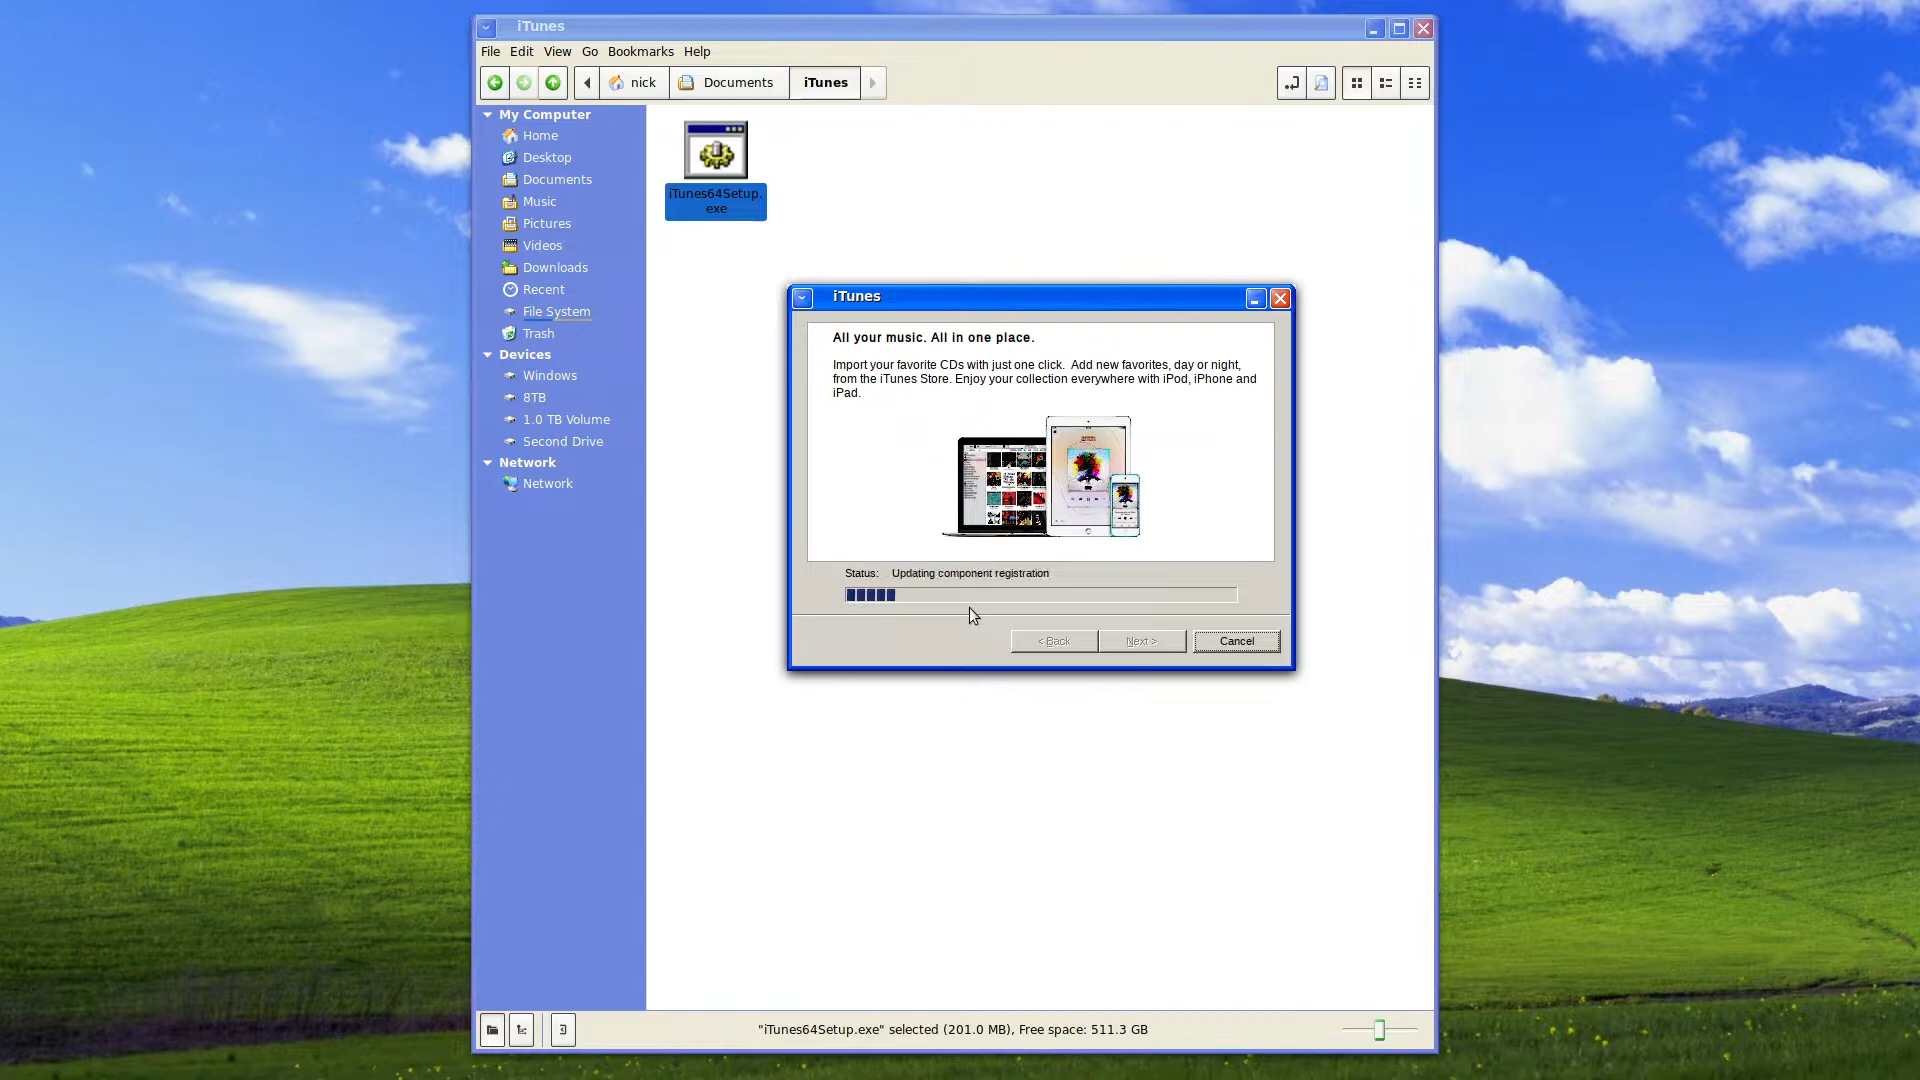 iTunes
File Edit View Go Bookmarks Help
nick Documents iTunes
My Computer
Home
Desktop
Documents
Music
Pictures
Videos
Downloads
Recent
File System
Trash
Devices
Windows
8TB
1.0 TB Volume
Second Drive
Network
Network
iTunes64Setup.
exe
iTunes
All your music. All in one place.
Import your favorite CDs with just one click. Add new favorites, day or night,
from the iTunes Store. Enjoy your collection everywhere with iPod, iPhone and
iPad.
Status: Updating component registration
< Back Next > Cancel
"iTunes64Setup.exe" selected (201.0 MB), Free space: 511.3 GB